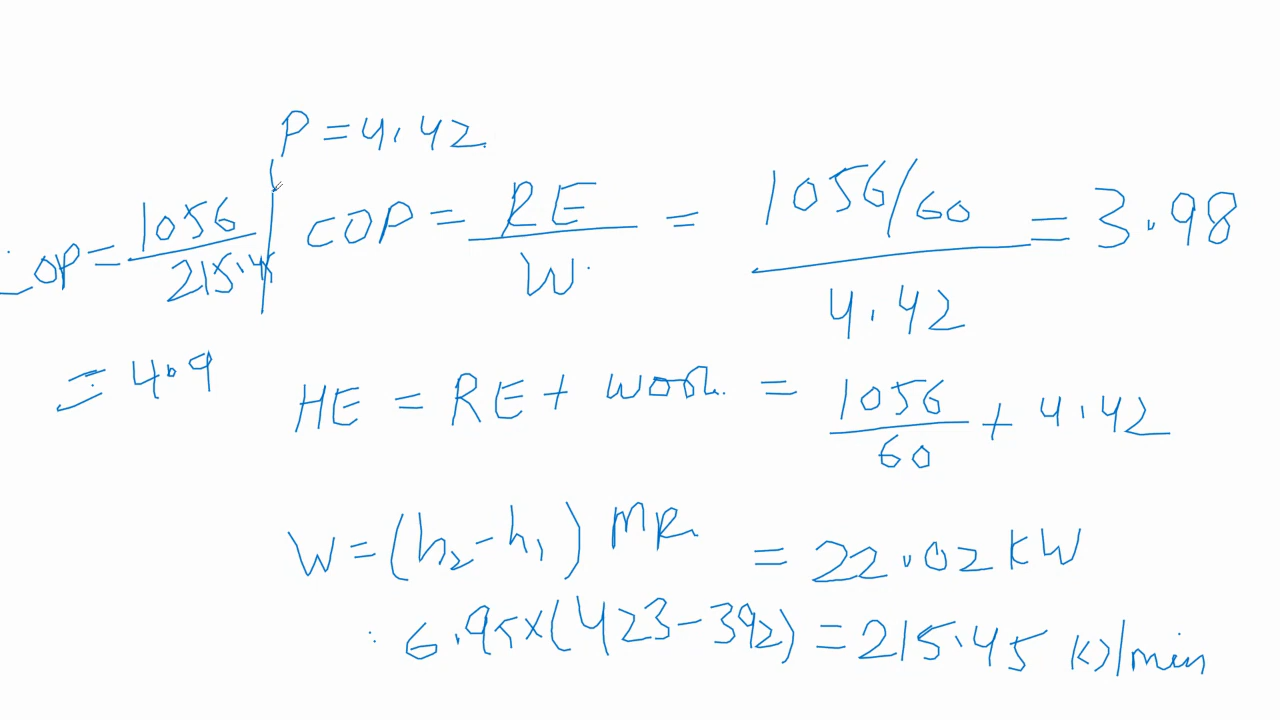 P = 4.42
COP = 1056 / 215.45
COP = RE / W = 1056/60 / 4.42 = 3.98
= 4.9
HE = RE + work = 1056 / 60 + 4.42
W = (h2 - h1) MR = 22.02 KW
6.95 x (423 - 392) = 215.45 KJ/min